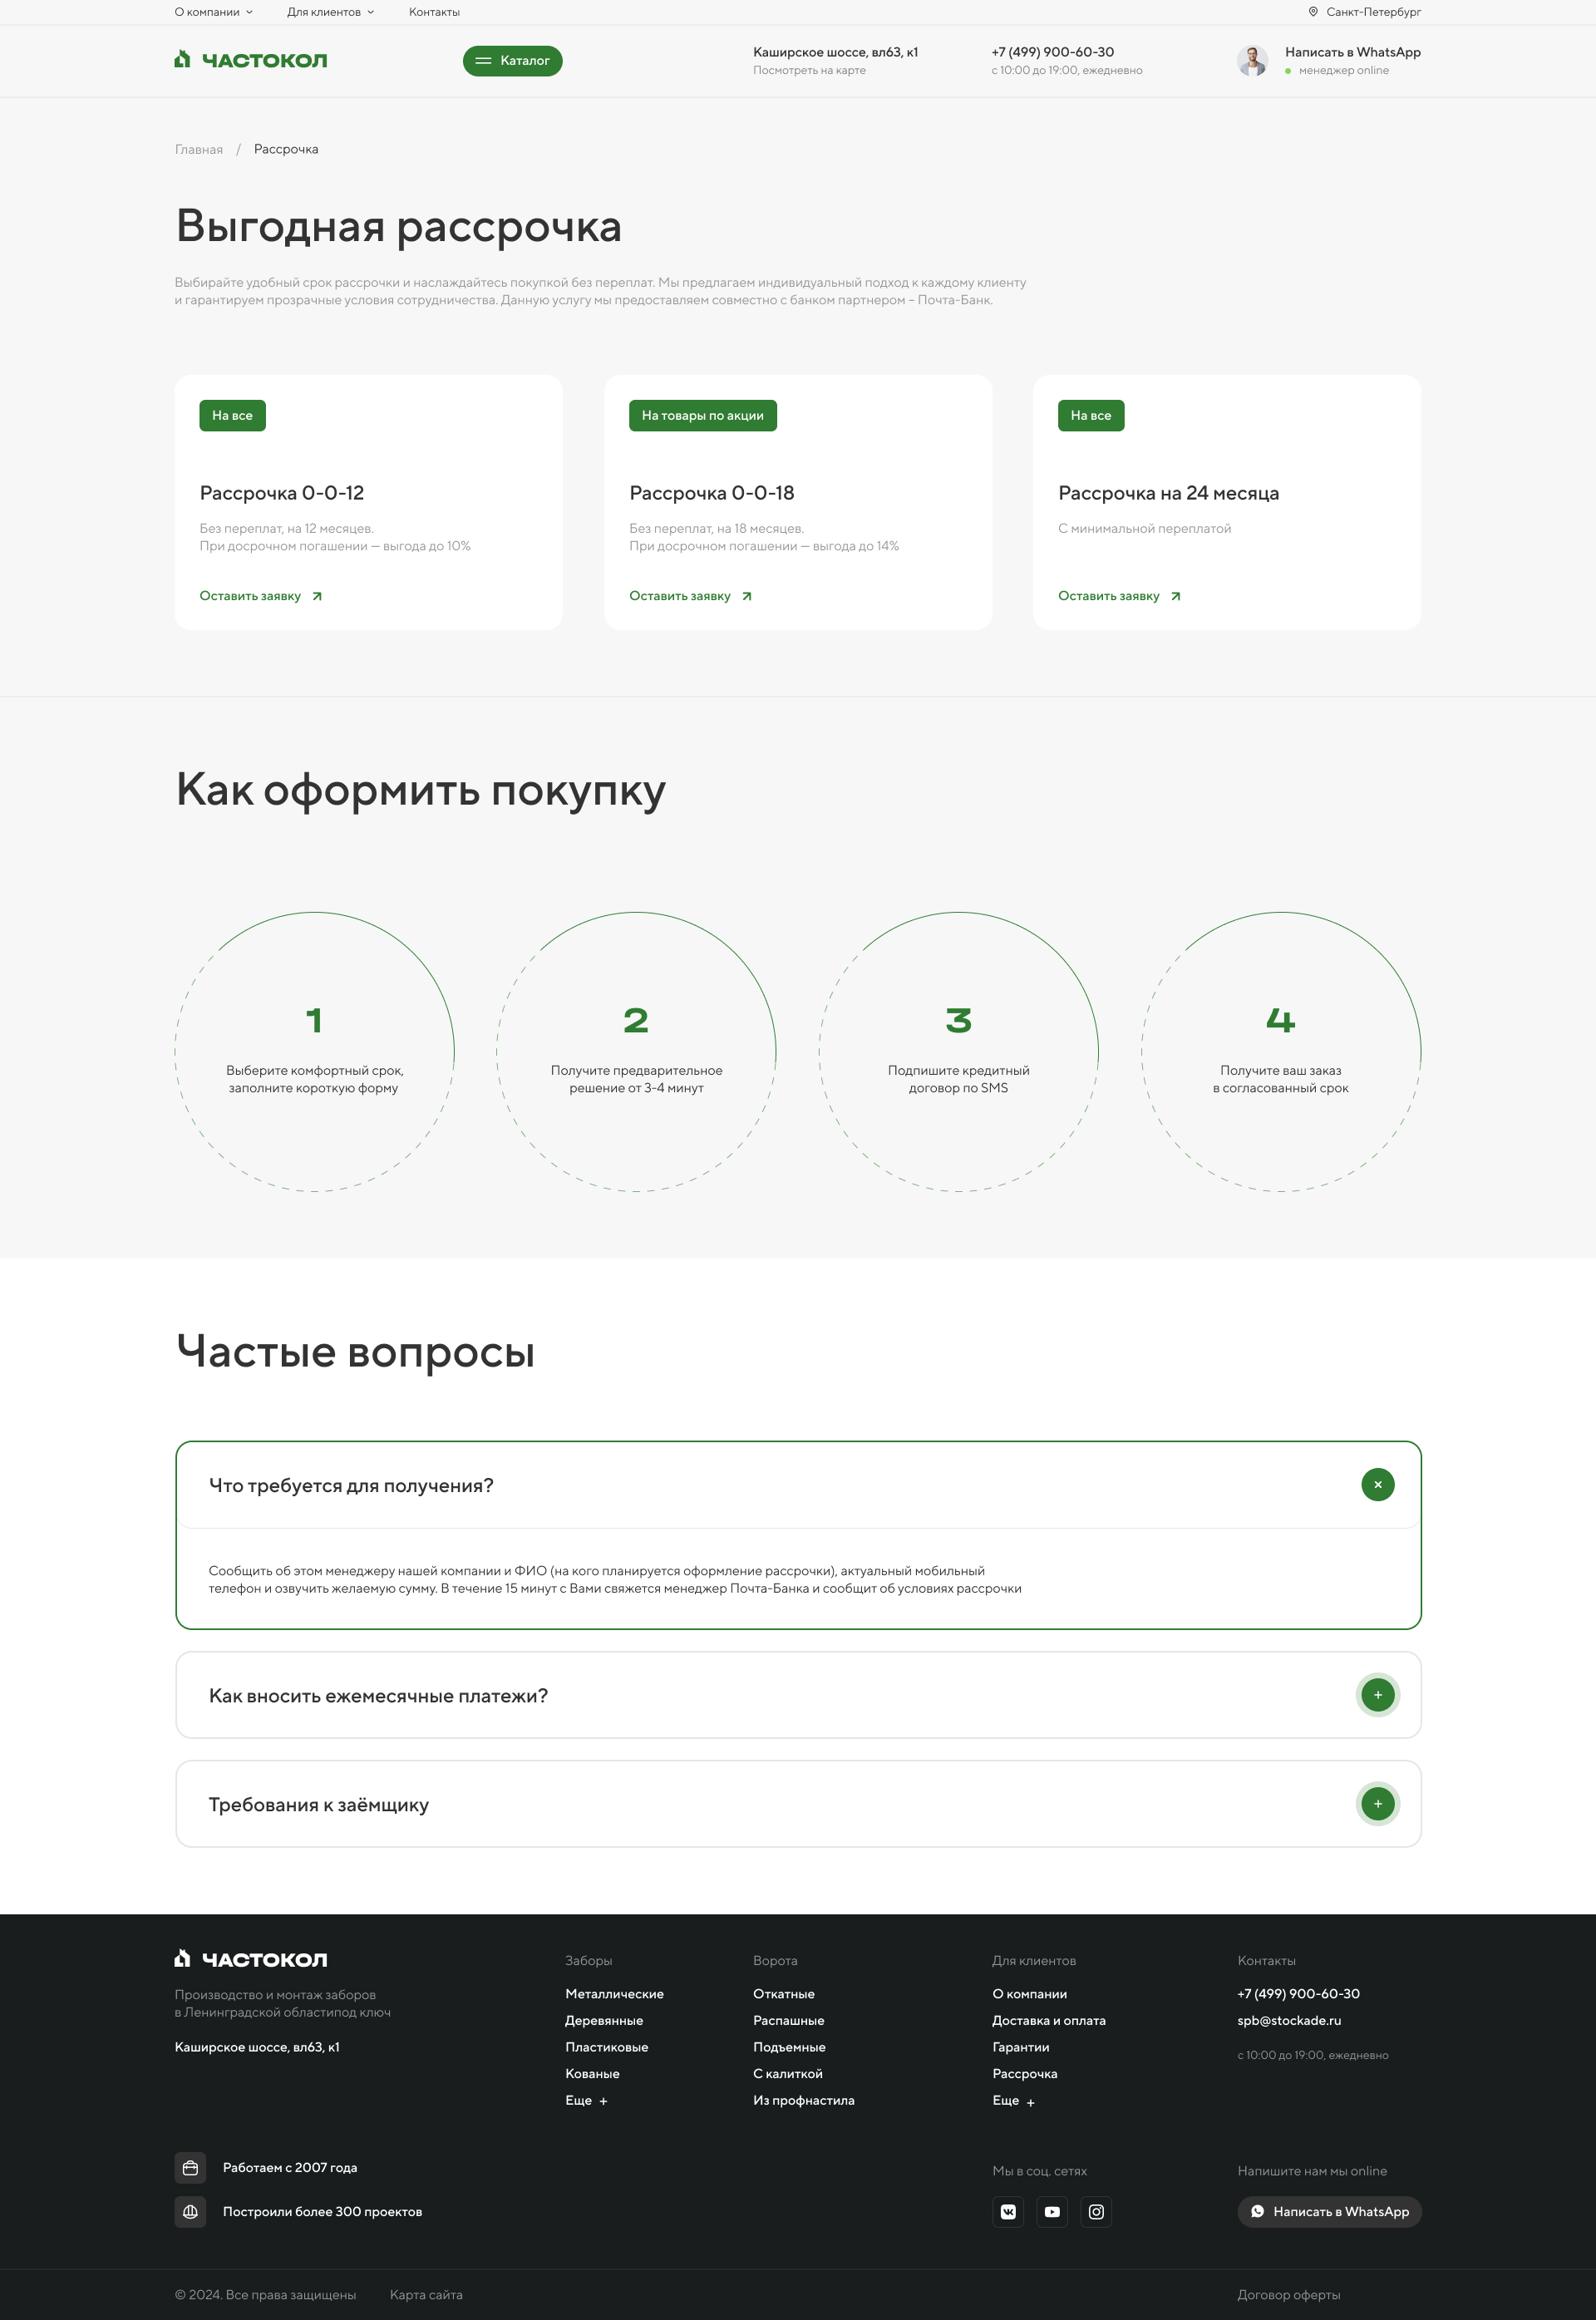 О компании
Для клиентов
Контакты
Санкт-Петербург
ЧАСТОКОЛ
Каталог
Каширское шоссе, вл63, к1
Посмотреть на карте
+7 (499) 900-60-30
с 10:00 до 19:00, ежедневно
Написать в WhatsApp
менеджер online
Главная / Рассрочка
Выгодная рассрочка
Выбирайте удобный срок рассрочки и наслаждайтесь покупкой без переплат. Мы предлагаем индивидуальный подход к каждому клиенту
и гарантируем прозрачные условия сотрудничества. Данную услугу мы предоставляем совместно с банком партнером – Почта-Банк.
На все
Рассрочка 0-0-12
Без переплат, на 12 месяцев.
При досрочном погашении — выгода до 10%
Оставить заявку
На товары по акции
Рассрочка 0-0-18
Без переплат, на 18 месяцев.
При досрочном погашении — выгода до 14%
Оставить заявку
На все
Рассрочка на 24 месяца
С минимальной переплатой
Оставить заявку
Как оформить покупку
1
Выберите комфортный срок,
заполните короткую форму
2
Получите предварительное
решение от 3-4 минут
3
Подпишите кредитный
договор по SMS
4
Получите ваш заказ
в согласованный срок
Частые вопросы
Что требуется для получения?
Сообщить об этом менеджеру нашей компании и ФИО (на кого планируется оформление рассрочки), актуальный мобильный
телефон и озвучить желаемую сумму. В течение 15 минут с Вами свяжется менеджер Почта-Банка и сообщит об условиях рассрочки
Как вносить ежемесячные платежи?
+
Требования к заёмщику
+
ЧАСТОКОЛ
Производство и монтаж заборов
в Ленинградской областипод ключ
Каширское шоссе, вл63, к1
Заборы
Металлические
Деревянные
Пластиковые
Кованые
Еще +
Ворота
Откатные
Распашные
Подъемные
С калиткой
Из профнастила
Для клиентов
О компании
Доставка и оплата
Гарантии
Рассрочка
Еще +
Контакты
+7 (499) 900-60-30
spb@stockade.ru
с 10:00 до 19:00, ежедневно
Работаем с 2007 года
Построили более 300 проектов
Мы в соц. сетях
Напишите нам мы online
Написать в WhatsApp
© 2024. Все права защищены
Карта сайта
Договор оферты